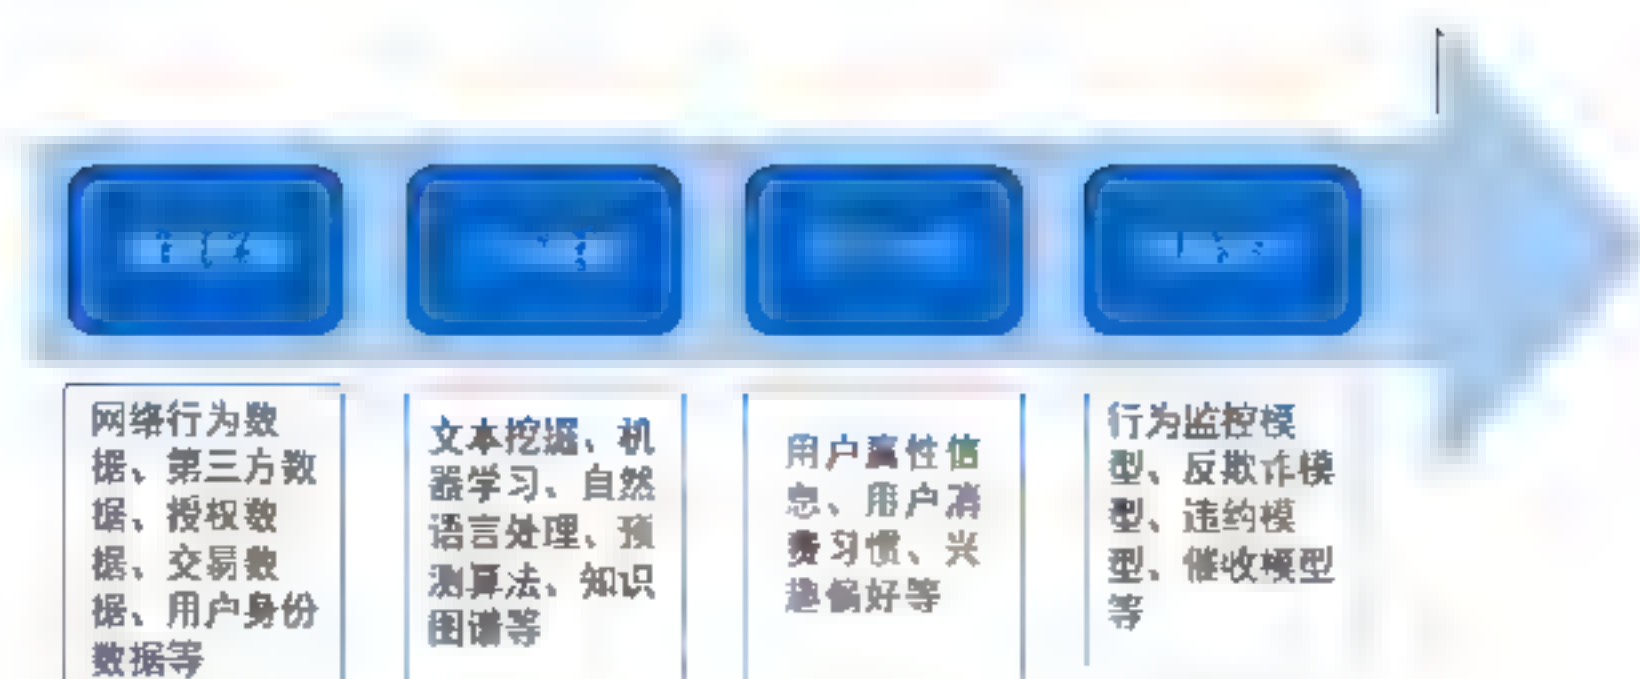 网络行为数
据、第三方数
据、授权数
据、交易数
据、用户身份
数据等
文本挖掘、机
器学习、自然
语言处理、预
测算法、知识
图谱等
用户属性信
息、用户消
费习惯、兴
趣偏好等
行为监控模
型、反欺诈模
型、违约模
型、催收模型
等